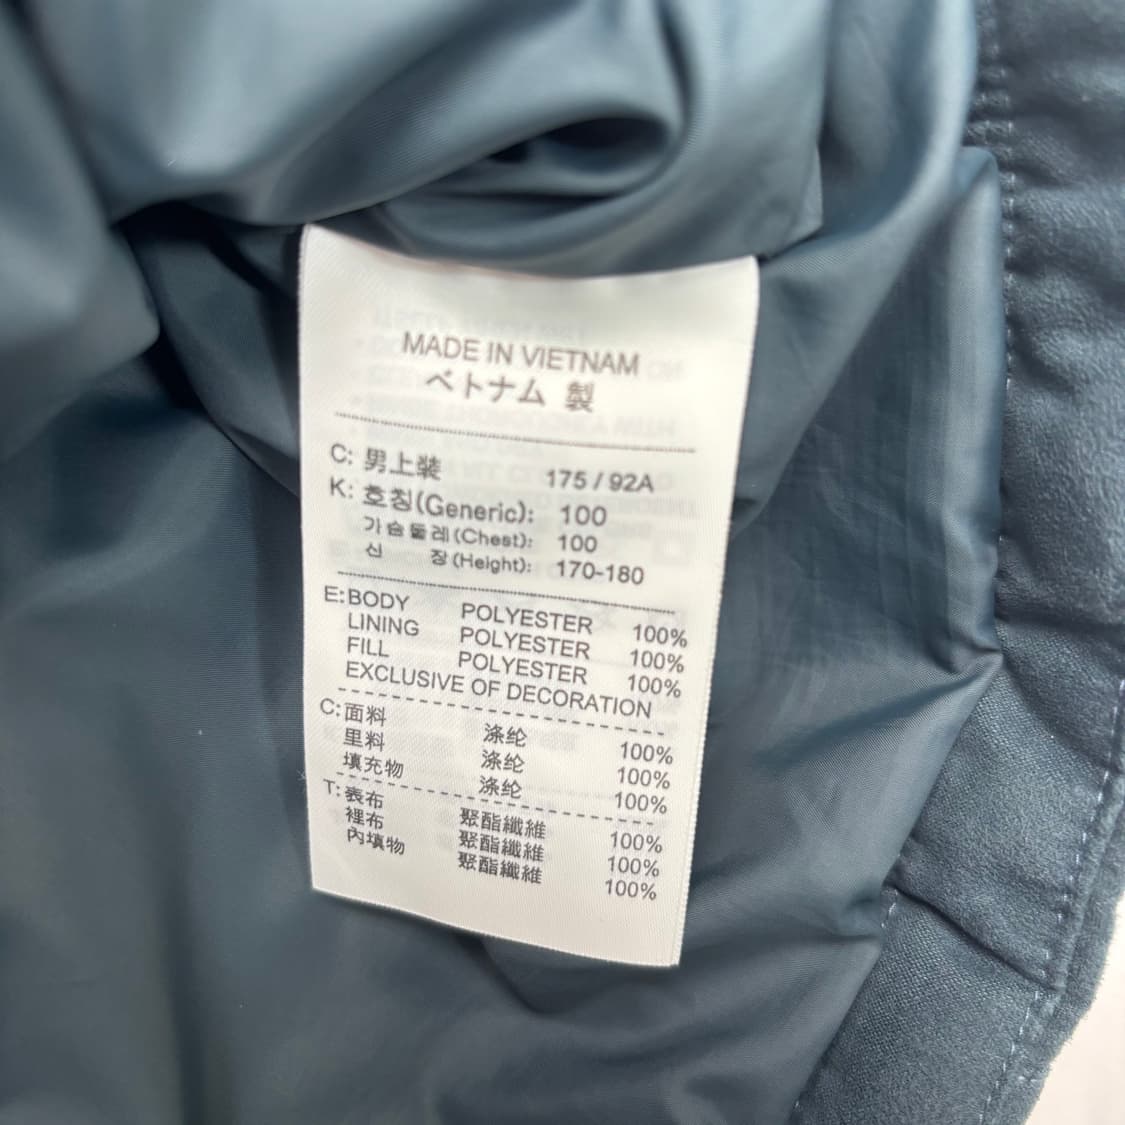 MADE IN VIETNAM
ベトナム 製
C: 男上裝 175 / 92A
K: 호칭(Generic): 100
가슴둘레(Chest): 100
신 장(Height): 170-180
E: BODY POLYESTER 100%
LINING POLYESTER 100%
FILL POLYESTER 100%
EXCLUSIVE OF DECORATION
C: 面料 涤纶 100%
里料 涤纶 100%
填充物 涤纶 100%
T: 表布 聚酯纖維 100%
裡布 聚酯纖維 100%
內填物 聚酯纖維 100%